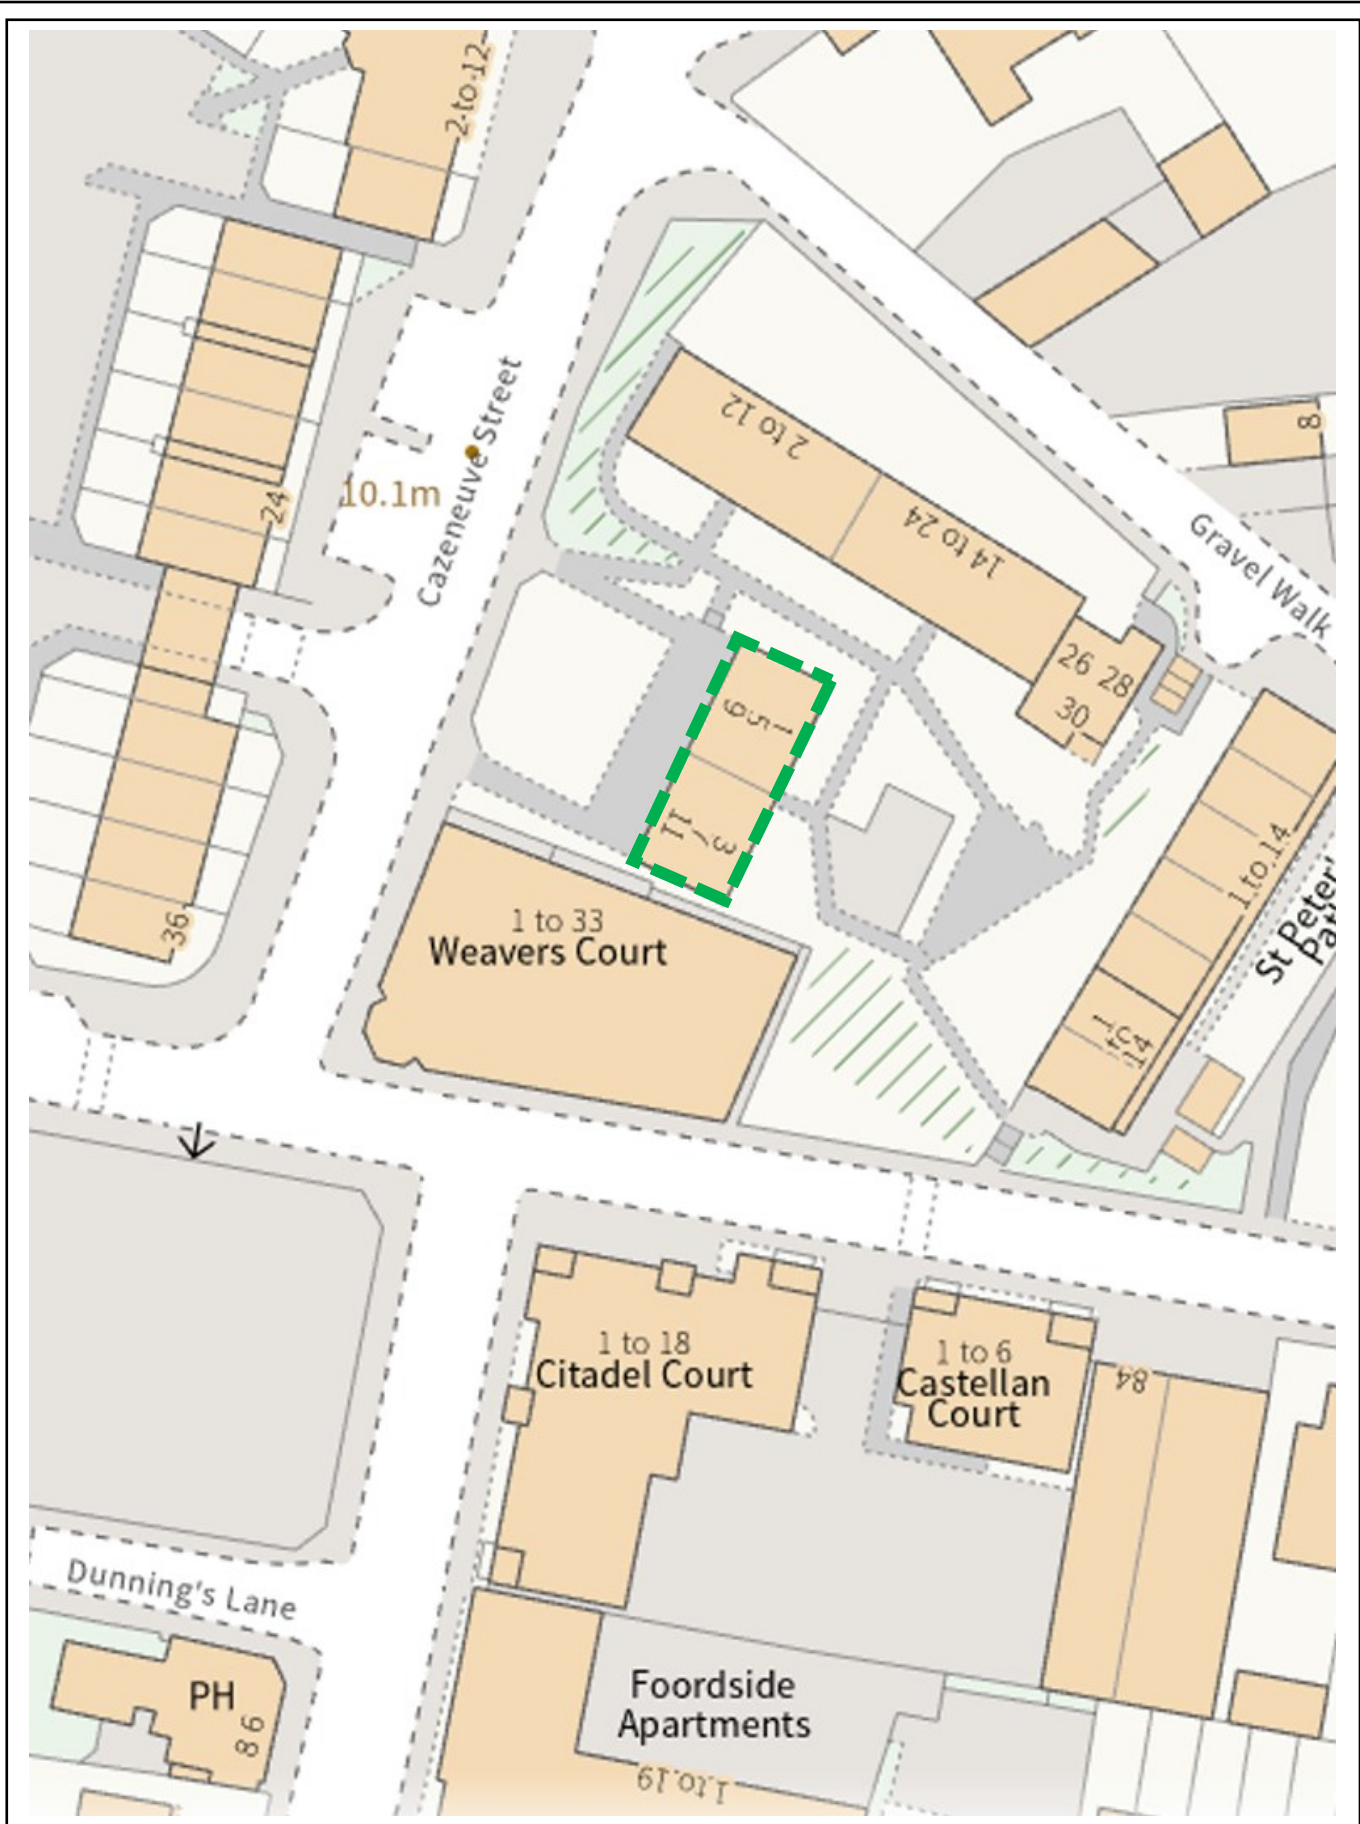 2 to 12
2 to 12
8
24
10.1m
Cazeneuve Street
14 to 24
Gravel Walk
26 28
30
1
5
9
11
7
3
1 to 14
St Peter'
Pat
36
1 to 33
Weavers Court
1
to
14
1 to 18
Citadel Court
1 to 6
Castellan
Court
84
Dunning's Lane
PH
86
Foordside
Apartments
1 to 19